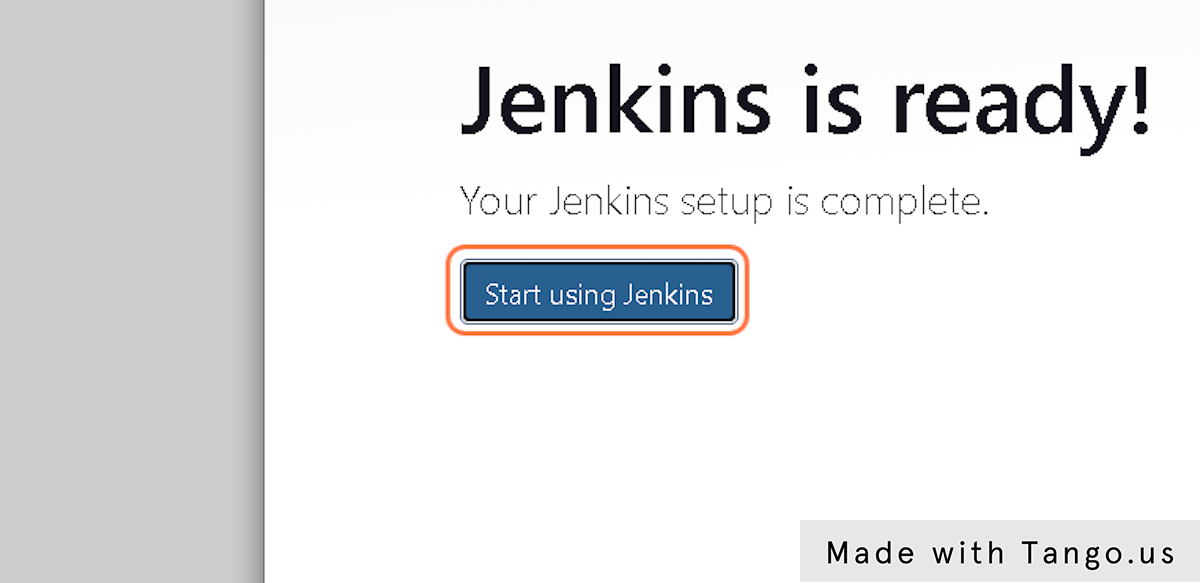 Jenkins is ready!
Your Jenkins setup is complete.
Start using Jenkins
Made with Tango.us